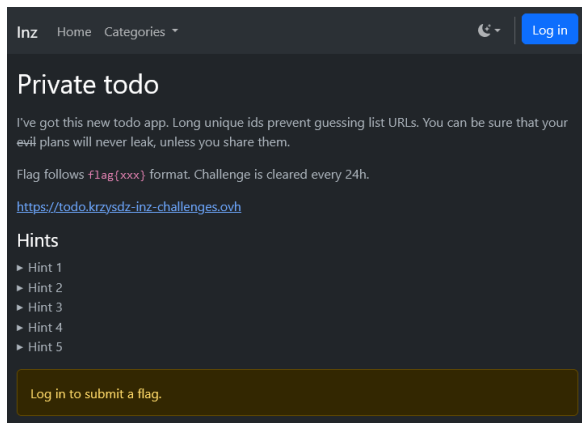 Inz Home Categories Log in
Private todo
I've got this new todo app. Long unique ids prevent guessing list URLs. You can be sure that your
evil plans will never leak, unless you share them.
Flag follows flag{xxx} format. Challenge is cleared every 24h.
https://todo.krzysdz-inz-challenges.ovh
Hints
Hint 1
Hint 2
Hint 3
Hint 4
Hint 5
Log in to submit a flag.